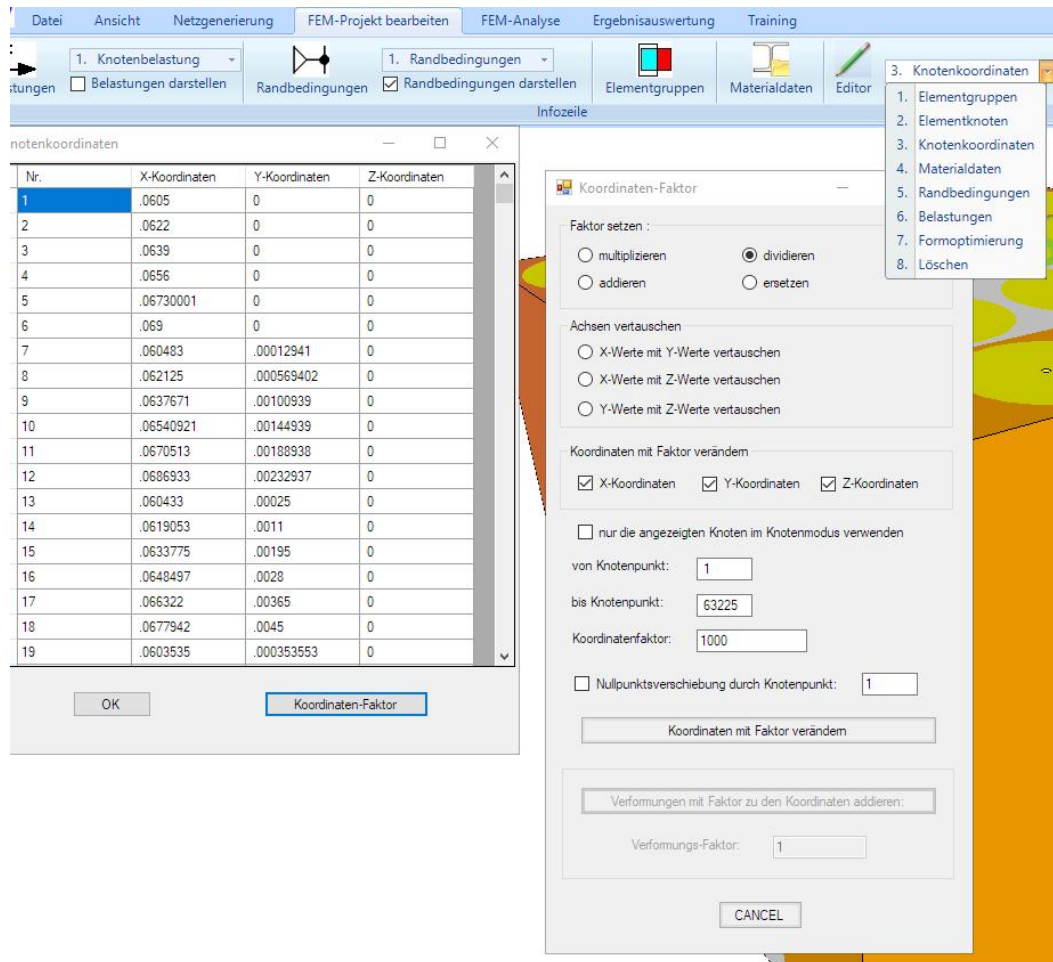 Datei Ansicht Netzgenerierung FEM-Projekt bearbeiten FEM-Analyse Ergebnisauswertung Training
1. Knotenbelastung
Belastungen darstellen
Randbedingungen
1. Randbedingungen
Randbedingungen darstellen
Elementgruppen
Materialdaten
Editor
3. Knotenkoordinaten
Infozeile
1. Elementgruppen
2. Elementknoten
3. Knotenkoordinaten
4. Materialdaten
5. Randbedingungen
6. Belastungen
7. Formoptimierung
8. Löschen
notenkoordinaten
Nr. X-Koordinaten Y-Koordinaten Z-Koordinaten
1 .0605 0 0
2 .0622 0 0
3 .0639 0 0
4 .0656 0 0
5 .06730001 0 0
6 .069 0 0
7 .060483 .00012941 0
8 .062125 .000569402 0
9 .0637671 .00100939 0
10 .06540921 .00144939 0
11 .0670513 .00188938 0
12 .0686933 .00232937 0
13 .060433 .00025 0
14 .0619053 .0011 0
15 .0633775 .00195 0
16 .0648497 .0028 0
17 .066322 .00365 0
18 .0677942 .0045 0
19 .0603535 .000353553 0
OK Koordinaten-Faktor
Koordinaten-Faktor
Faktor setzen :
multiplizieren dividieren
addieren ersetzen
Achsen vertauschen
X-Werte mit Y-Werte vertauschen
X-Werte mit Z-Werte vertauschen
Y-Werte mit Z-Werte vertauschen
Koordinaten mit Faktor verändern
X-Koordinaten Y-Koordinaten Z-Koordinaten
nur die angezeigten Knoten im Knotenmodus verwenden
von Knotenpunkt: 1
bis Knotenpunkt: 63225
Koordinatenfaktor: 1000
Nullpunktsverschiebung durch Knotenpunkt: 1
Koordinaten mit Faktor verändern
Verformungen mit Faktor zu den Koordinaten addieren:
Verformungs-Faktor: 1
CANCEL